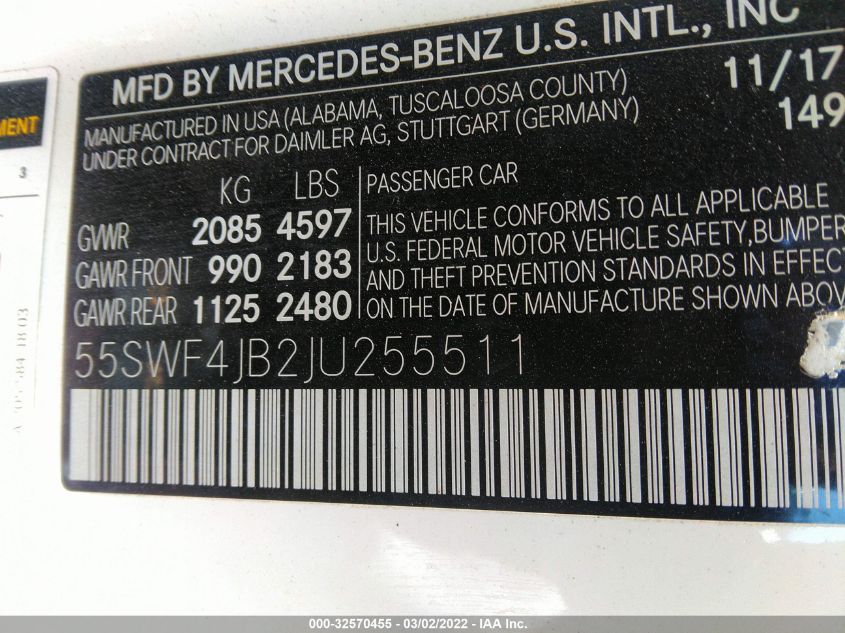 MFD BY MERCEDES-BENZ U.S. INTL., INC
MANUFACTURED IN USA (ALABAMA, TUSCALOOSA COUNTY) 11/17
UNDER CONTRACT FOR DAIMLER AG, STUTTGART (GERMANY) 149
KG LBS
GVWR 2085 4597
GAWR FRONT 990 2183
GAWR REAR 1125 2480
PASSENGER CAR
THIS VEHICLE CONFORMS TO ALL APPLICABLE
U.S. FEDERAL MOTOR VEHICLE SAFETY,BUMPER
AND THEFT PREVENTION STANDARDS IN EFFECT
ON THE DATE OF MANUFACTURE SHOWN ABOV
55SWF4JB2JU255511
MENT
3
000-32570455 - 03/02/2022 - IAA Inc.